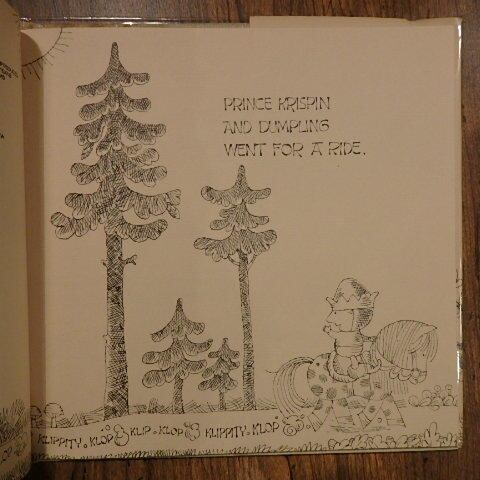 PRINCE KRISPIN
AND DUMPLING
WENT FOR A RIDE.
KLIPPITY KLOP KLIP KLOP KLIPPITY KLOP